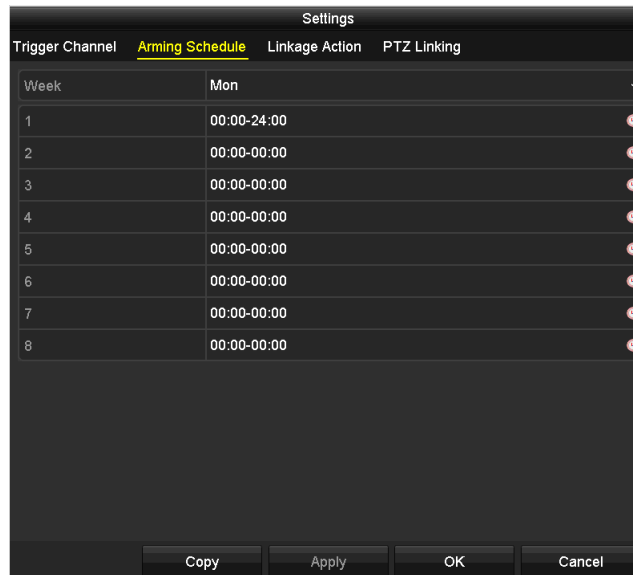 Settings
Trigger Channel Arming Schedule Linkage Action PTZ Linking
Week Mon
1 00:00-24:00
2 00:00-00:00
3 00:00-00:00
4 00:00-00:00
5 00:00-00:00
6 00:00-00:00
7 00:00-00:00
8 00:00-00:00
Copy Apply OK Cancel